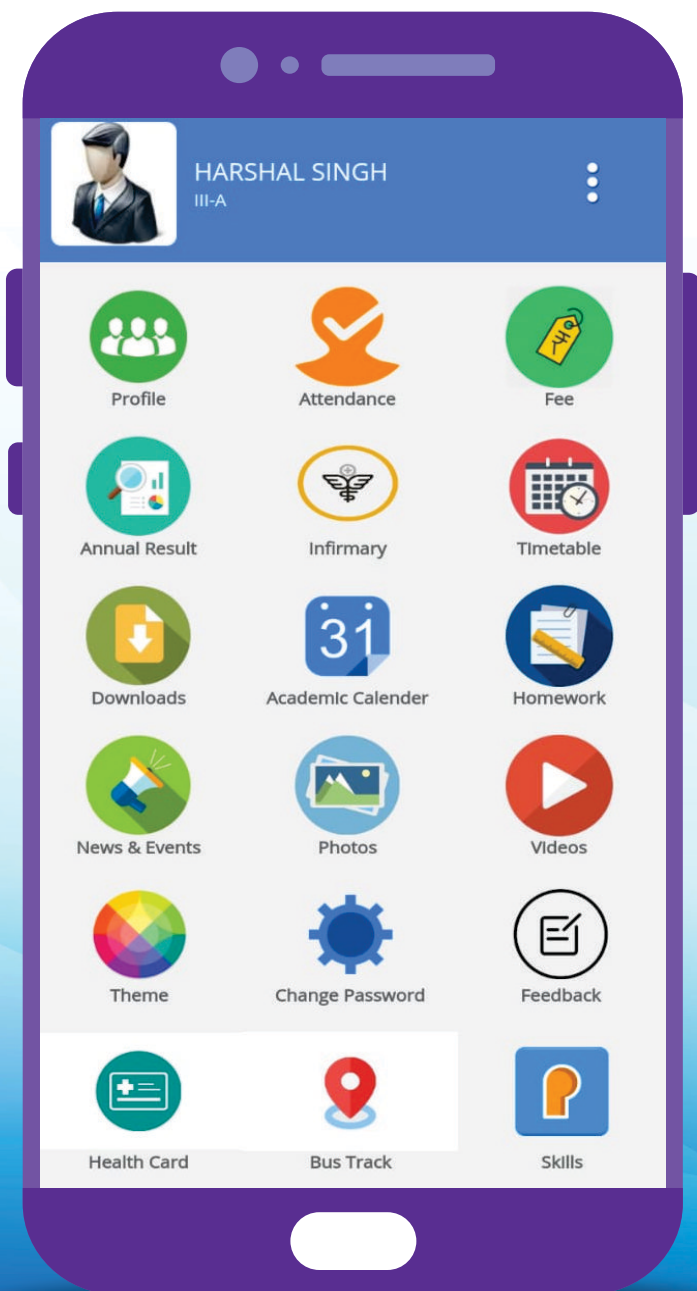 HARSHAL SINGH
III-A
Profile Attendance Fee
₹
Annual Result Infirmary Timetable
31
Downloads Academic Calender Homework
News & Events Photos Videos
Theme Change Password Feedback
Health Card Bus Track Skills